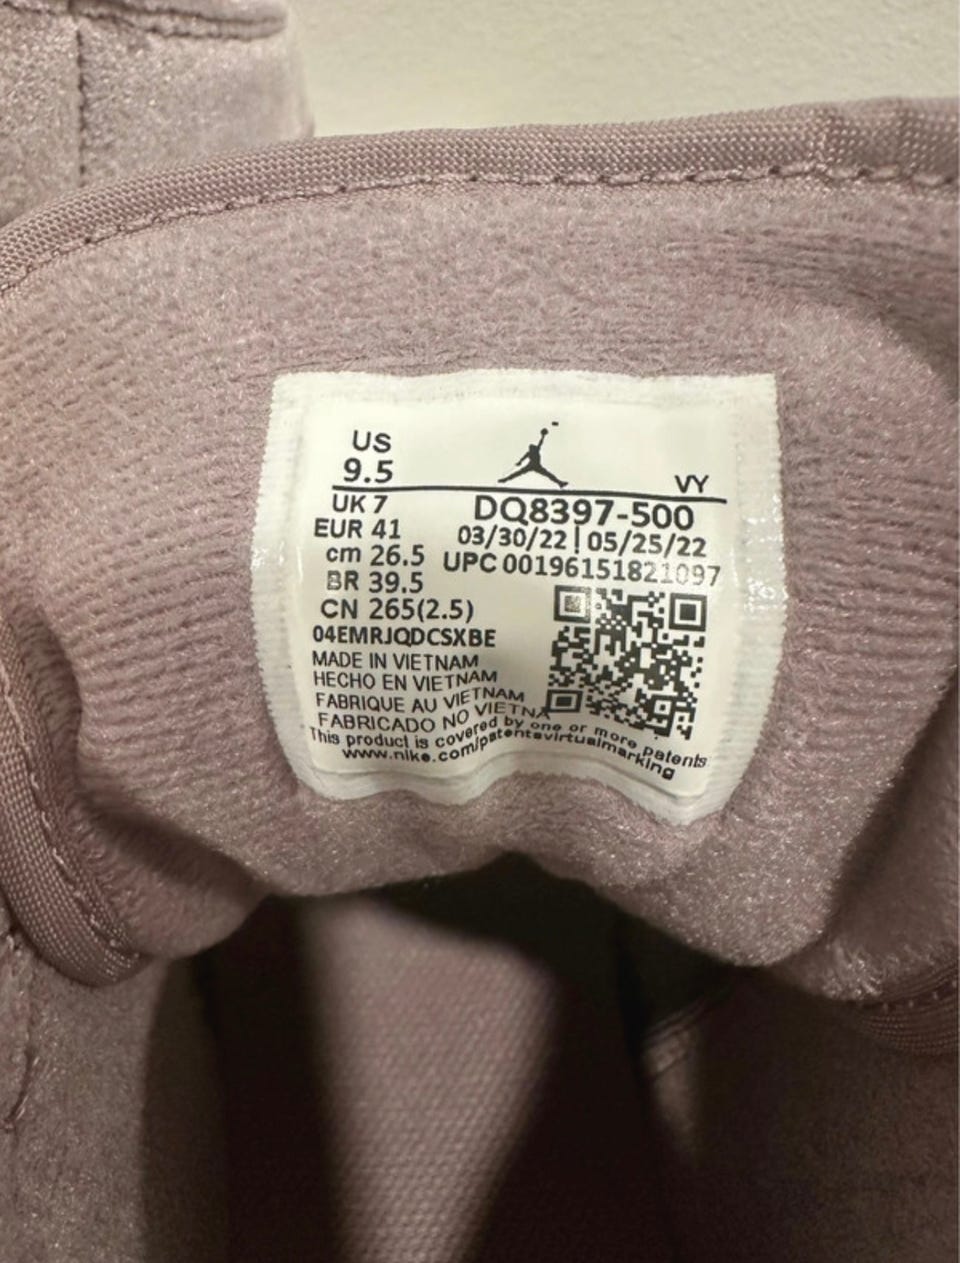 US
9.5
VY
UK 7
DQ8397-500
EUR 41
03/30/22 | 05/25/22
cm 26.5
UPC 00196151821097
BR 39.5
CN 265(2.5)
04EMRJQDCSXBE
MADE IN VIETNAM
HECHO EN VIETNAM
FABRIQUE AU VIETNAM
FABRICADO NO VIETNA
This product is covered by one or more patents
www.nike.com/patentsvirtualmarking